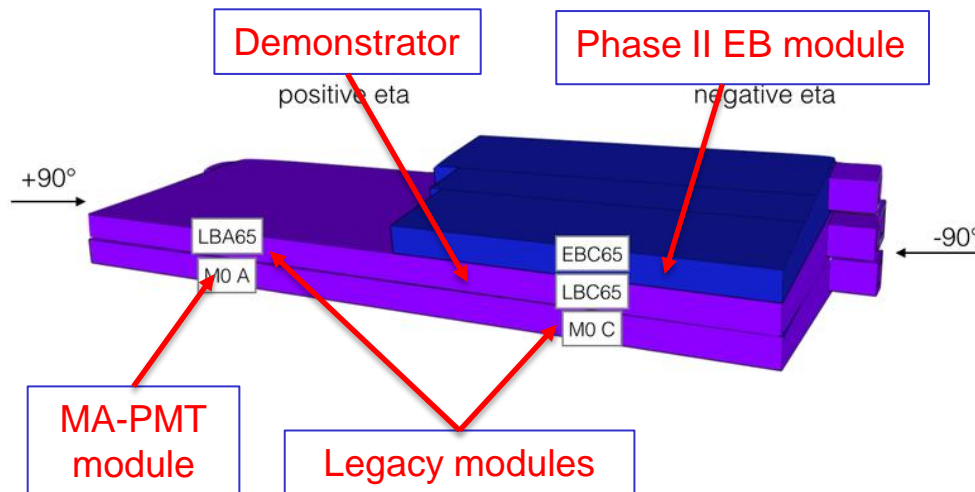 Demonstrator
Phase II EB module
positive eta
negative eta
+90°
LBA65
EBC65
-90°
M0 A
LBC65
M0 C
MA-PMT
module
Legacy modules